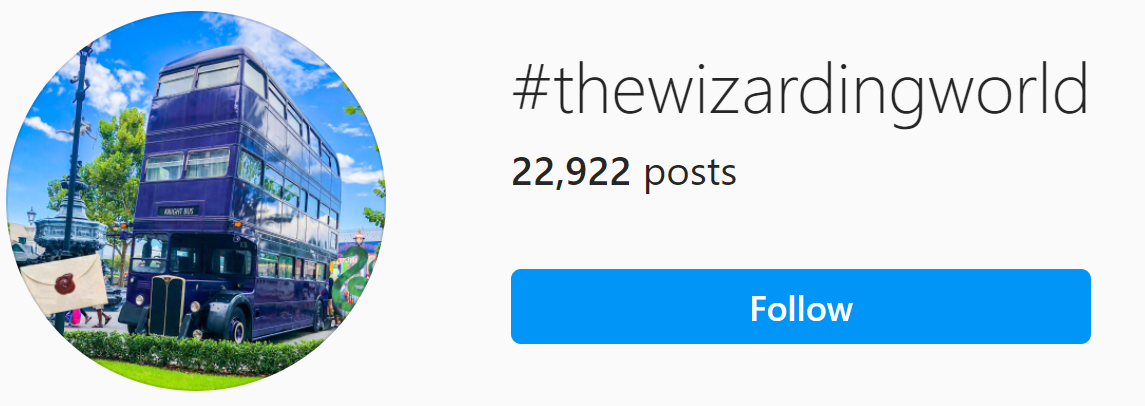 KNIGHT BUS
#thewizardingworld
22,922 posts
Follow